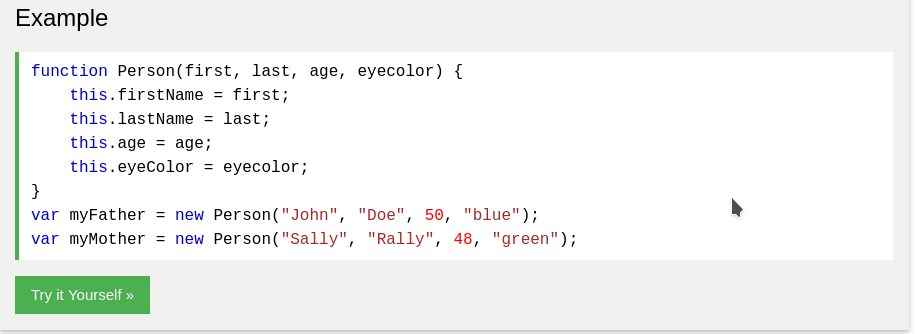 Example
function Person(first, last, age, eyecolor) {
    this.firstName = first;
    this.lastName = last;
    this.age = age;
    this.eyeColor = eyecolor;
}
var myFather = new Person("John", "Doe", 50, "blue");
var myMother = new Person("Sally", "Rally", 48, "green");
Try it Yourself »